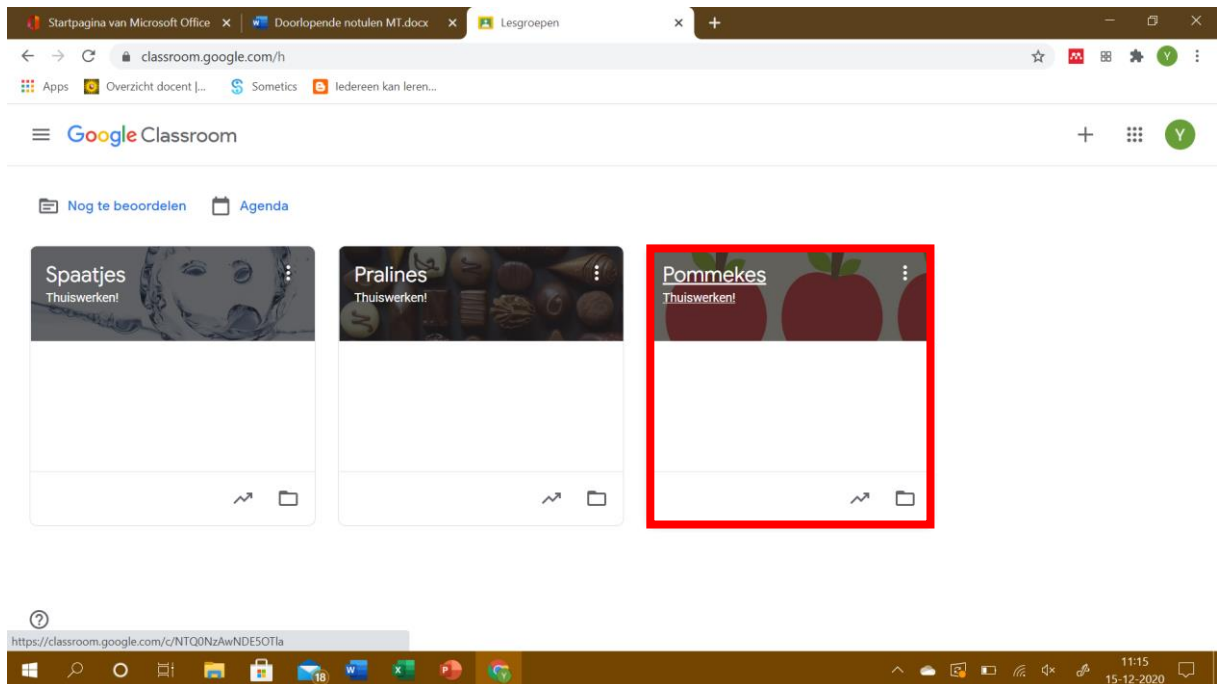 Startpagina van Microsoft Office
Doorlopende notulen MT.docx
Lesgroepen
classroom.google.com/h
Apps
Overzicht docent |...
Sometics
Iedereen kan leren...
Google Classroom
Y
Nog te beoordelen
Agenda
Spaatjes
Thuiswerken!
Pralines
Thuiswerken!
Pommekes
Thuiswerken!
https://classroom.google.com/c/NTQ0NzAwNDE5OTIa
18
11:15
15-12-2020